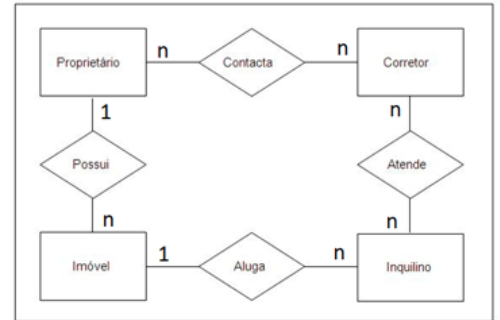 Proprietário n Contacta n Corretor
1 n
Possui Atende
n n
Imóvel 1 Aluga n Inquilino